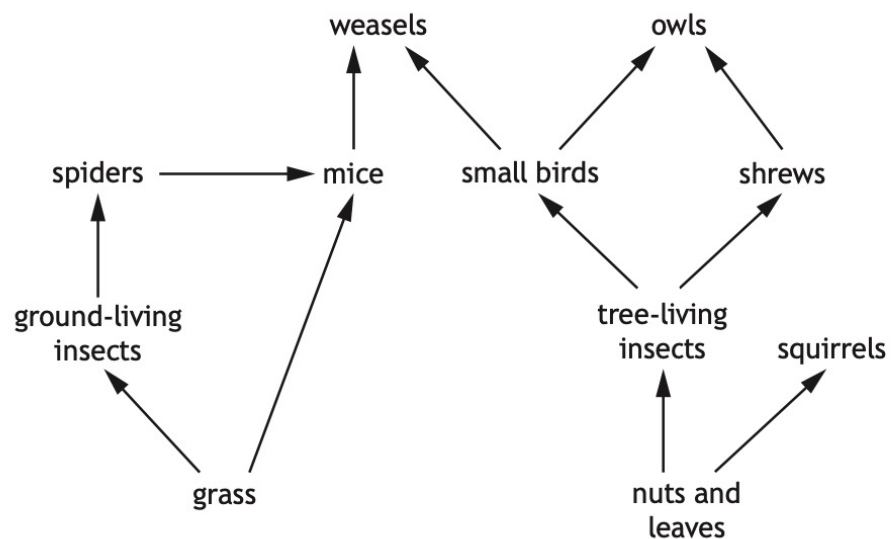 weasels
owls
spiders
mice
small birds
shrews
ground-living
insects
tree-living
insects
squirrels
grass
nuts and
leaves